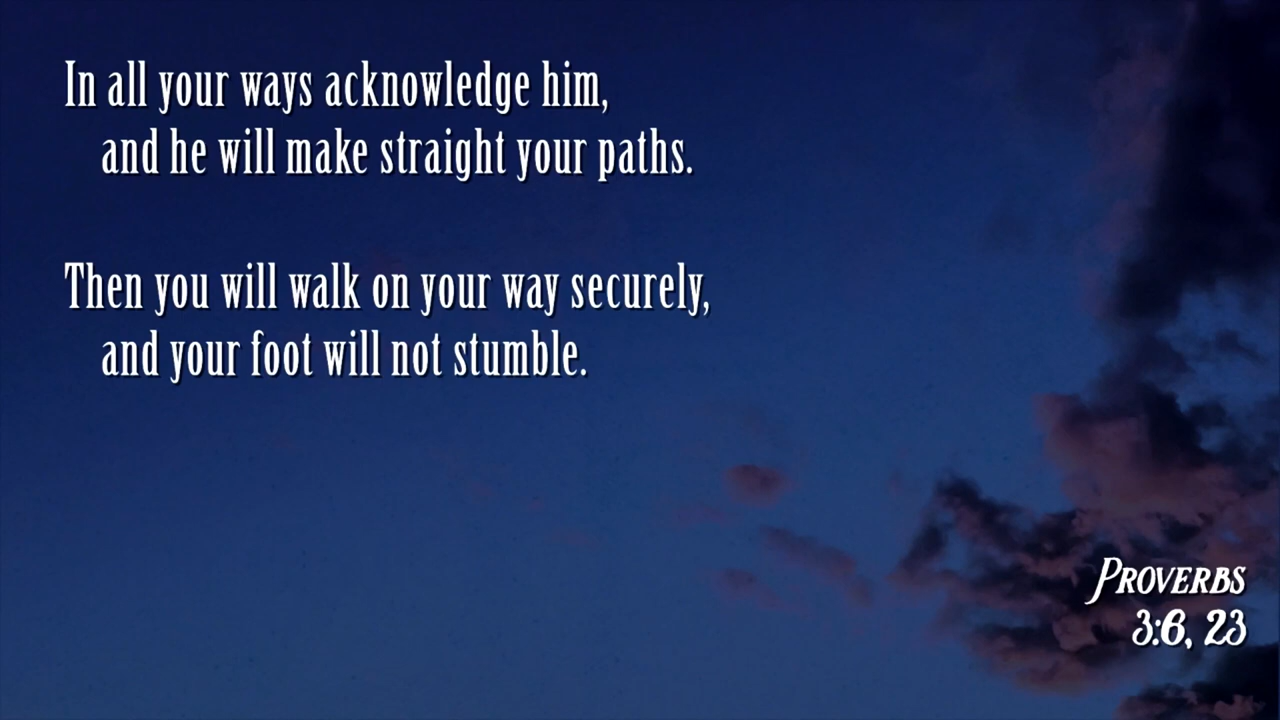 In all your ways acknowledge him,
and he will make straight your paths.
Then you will walk on your way securely,
and your foot will not stumble.
Proverbs
3:6, 23